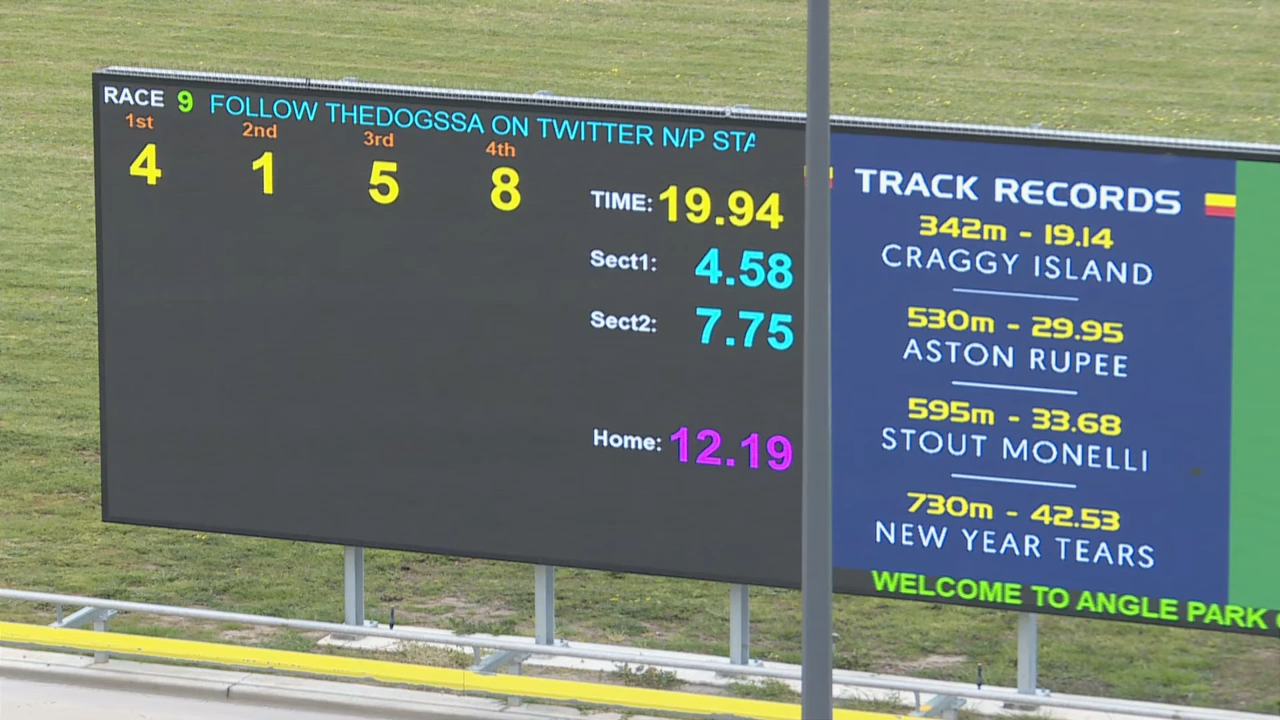 RACE 9 FOLLOW THEDOGSSA ON TWITTER N/P
1st 2nd 3rd 4th
4 1 5 8
TIME: 19.94
Sect1: 4.58
Sect2: 7.75
Home: 12.19
TRACK RECORDS
342m - 19.14
CRAGGY ISLAND
530m - 29.95
ASTON RUPEE
595m - 33.68
STOUT MONELLI
730m - 42.53
NEW YEAR TEARS
WELCOME TO ANGLE PARK